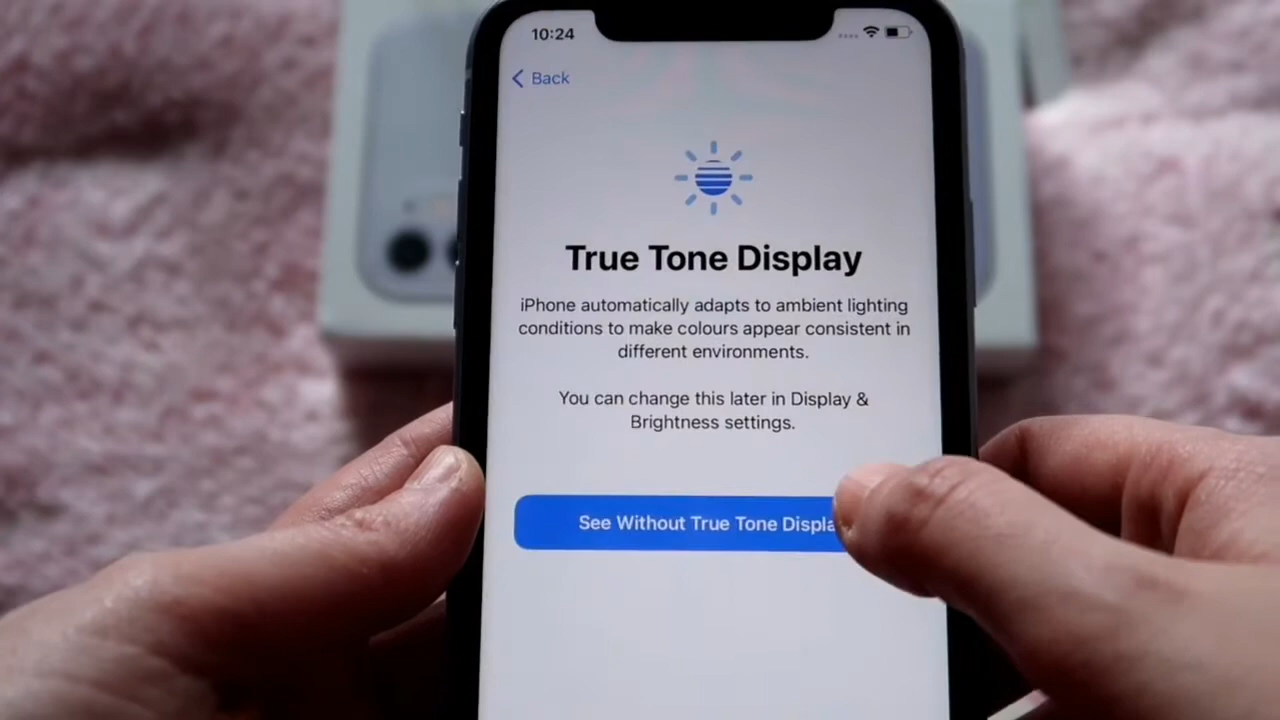 10:24
Back
True Tone Display
iPhone automatically adapts to ambient lighting
conditions to make colours appear consistent in
different environments.
You can change this later in Display &
Brightness settings.
See Without True Tone Displa